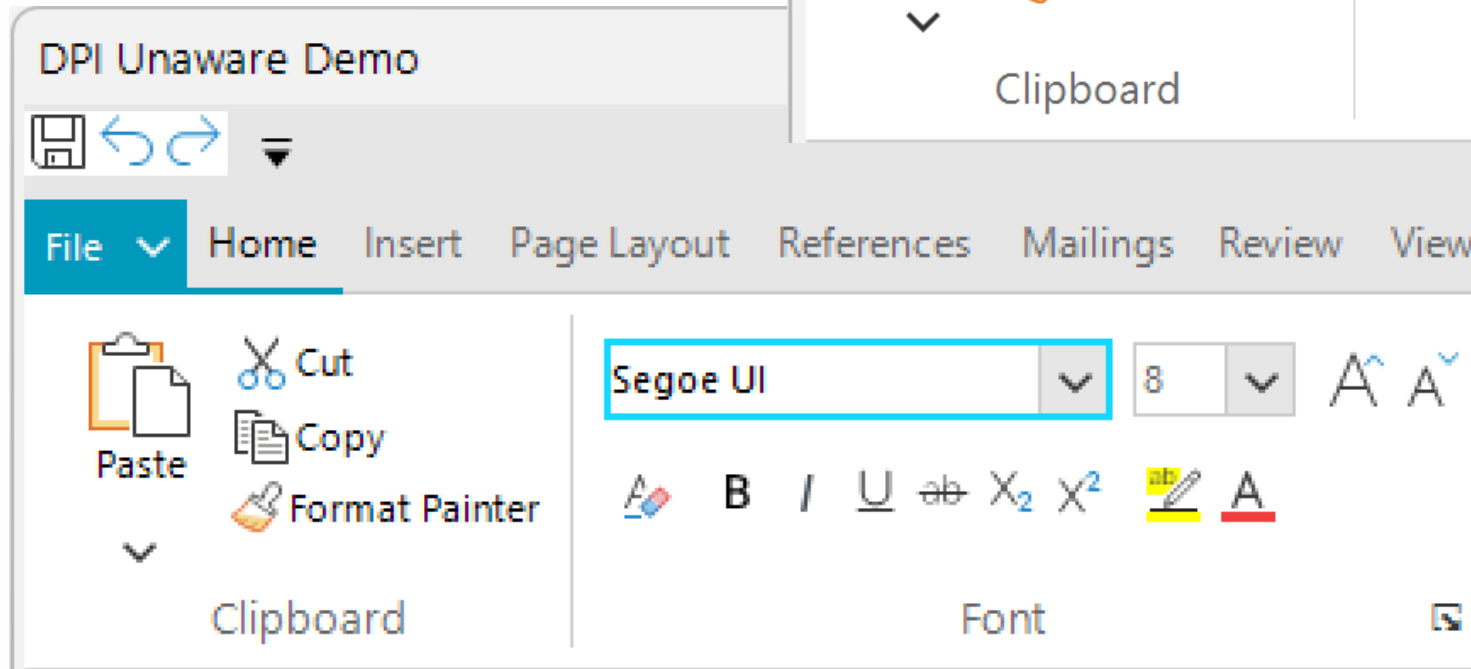 DPI Unaware Demo
Clipboard
File Home Insert Page Layout References Mailings Review View
Cut
Copy
Paste
Format Painter
Segoe UI 8 A A
A B I U ab X2 X² ab A
Clipboard Font